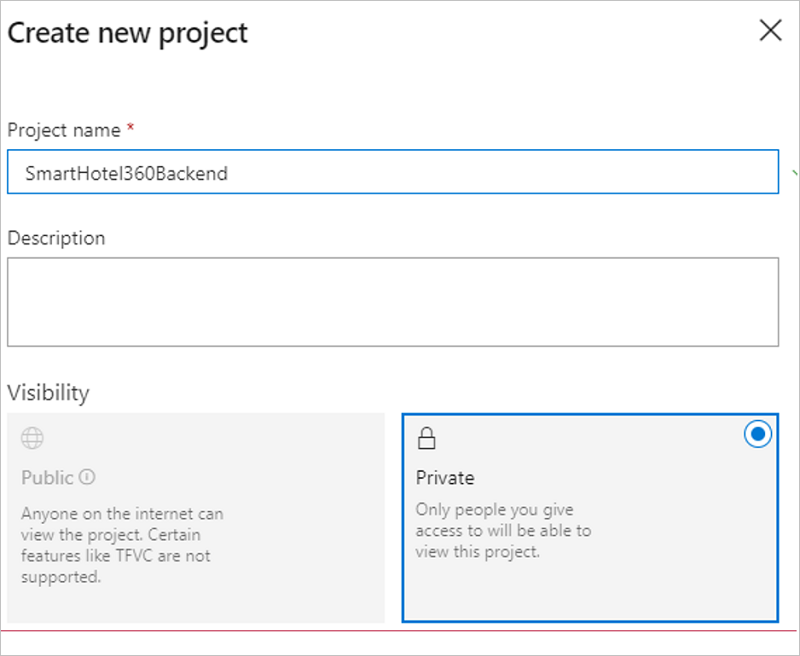 Create new project
Project name *
SmartHotel360Backend
Description
Visibility
Public
Anyone on the internet can
view the project. Certain
features like TFVC are not
supported.
Private
Only people you give
access to will be able to
view this project.